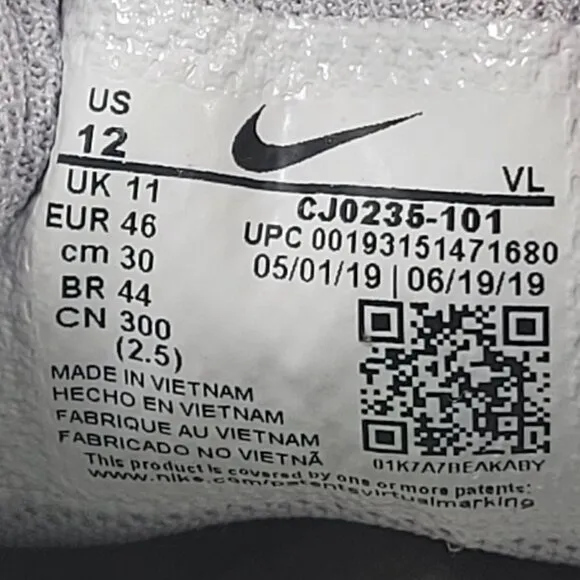 US
12
VL
UK 11
EUR 46
cm 30
BR 44
CN 300
(2.5)
CJ0235-101
UPC 00193151471680
05/01/19 | 06/19/19
MADE IN VIETNAM
HECHO EN VIETNAM
FABRIQUE AU VIETNAM
FABRICADO NO VIETNÃ
This product is covered by one or more patents:
www.nike.com/patentsvirtualmarking